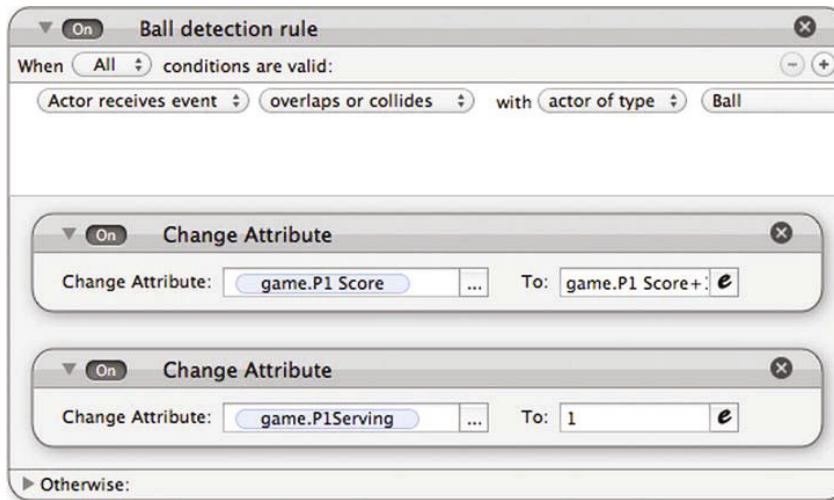 On Ball detection rule
When All conditions are valid:
Actor receives event overlaps or collides with actor of type Ball
On Change Attribute
Change Attribute: game.P1 Score ... To: game.P1 Score+ e
On Change Attribute
Change Attribute: game.P1Serving ... To: 1 e
Otherwise: